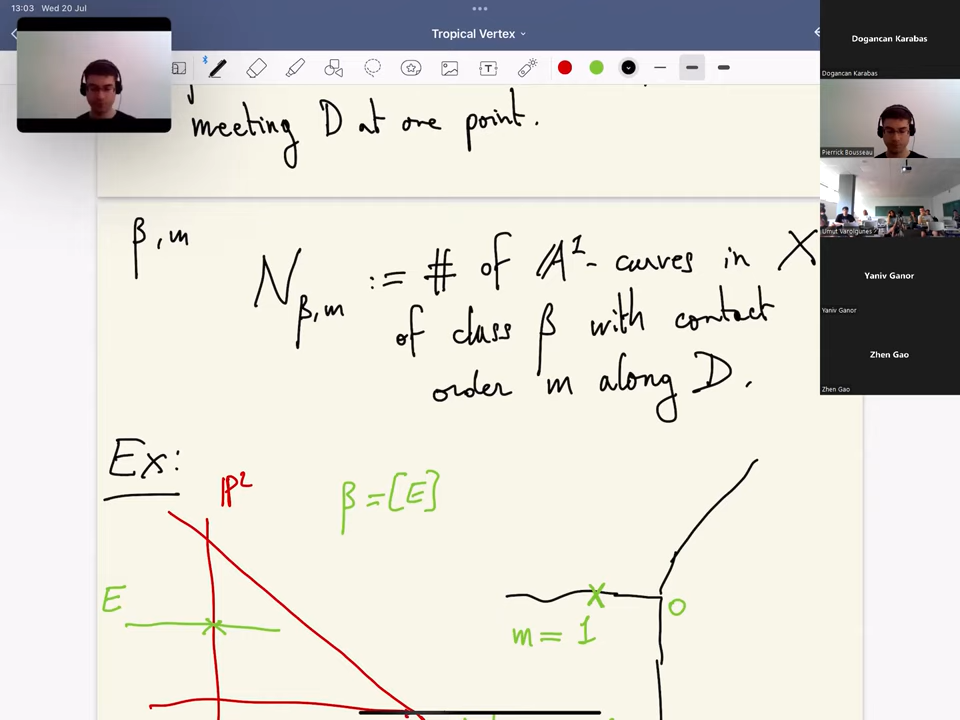 13:03 Wed 20 Jul
Tropical Vertex
meeting D at one point.
β, m
N_{β,m} := # of A¹- curves in X
of class β with contact
order m along D.
Ex:
P²
β = [E]
E
m = 1
0
Dogancan Karabas
Dogancan Karabas
Pierrick Bousseau
Umut Varolgunes
Yaniv Ganor
Yaniv Ganor
Zhen Gao
Zhen Gao